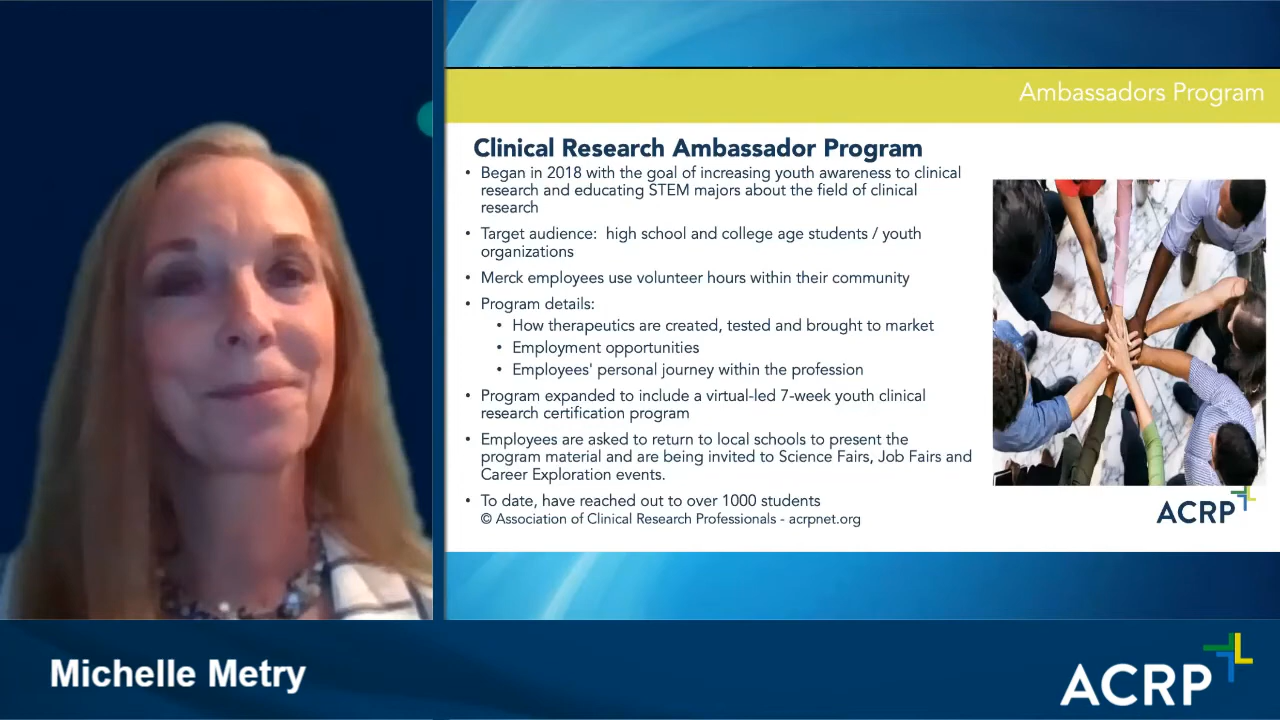 Ambassadors Program
Clinical Research Ambassador Program
• Began in 2018 with the goal of increasing youth awareness to clinical
research and educating STEM majors about the field of clinical
research
• Target audience: high school and college age students / youth
organizations
• Merck employees use volunteer hours within their community
• Program details:
• How therapeutics are created, tested and brought to market
• Employment opportunities
• Employees' personal journey within the profession
• Program expanded to include a virtual-led 7-week youth clinical
research certification program
• Employees are asked to return to local schools to present the
program material and are being invited to Science Fairs, Job Fairs and
Career Exploration events.
• To date, have reached out to over 1000 students
© Association of Clinical Research Professionals - acrpnet.org
ACRP
Michelle Metry
ACRP